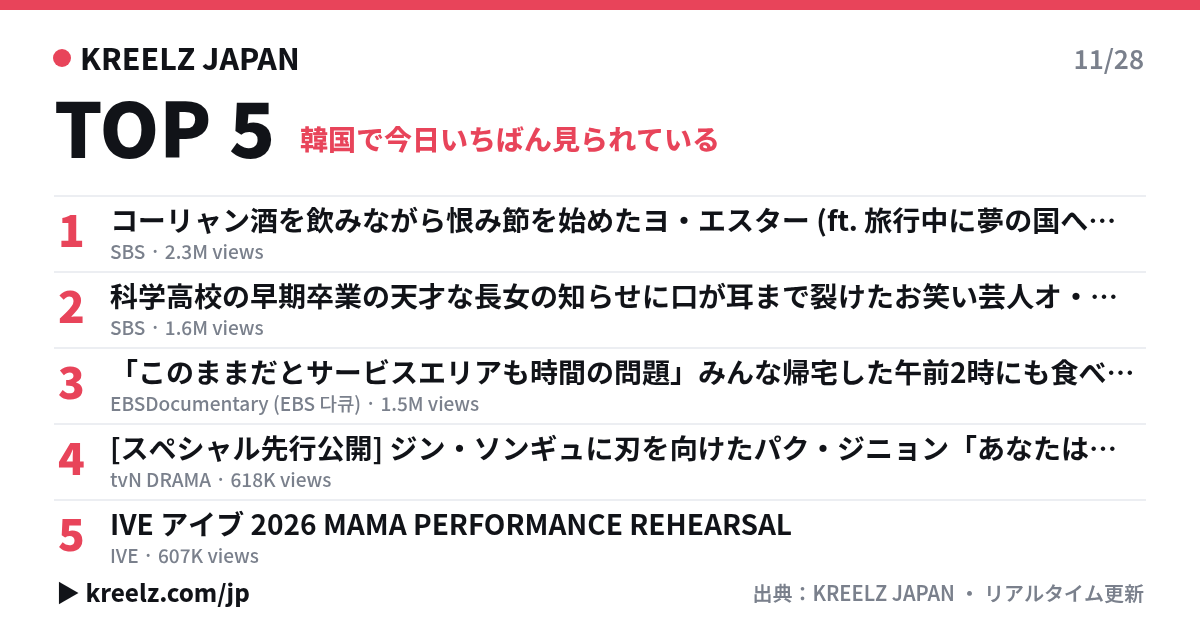 KREELZ JAPAN
11/28
TOP 5 韓国で今日いちばん見られている
1 コーリャン酒を飲みながら恨み節を始めたヨ・エスター (ft. 旅行中に夢の国へ…
SBS · 2.3M views
2 科学高校の早期卒業の天才な長女の知らせに口が耳まで裂けたお笑い芸人オ・…
SBS · 1.6M views
3 「このままだとサービスエリアも時間の問題」みんな帰宅した午前2時にも食べ…
EBSDocumentary (EBS 다큐) · 1.5M views
4 [スペシャル先行公開] ジン・ソンギュに刃を向けたパク・ジニョン「あなたは…
tvN DRAMA · 618K views
5 IVE アイブ 2026 MAMA PERFORMANCE REHEARSAL
IVE · 607K views
▶ kreelz.com/jp
出典：KREELZ JAPAN ・ リアルタイム更新